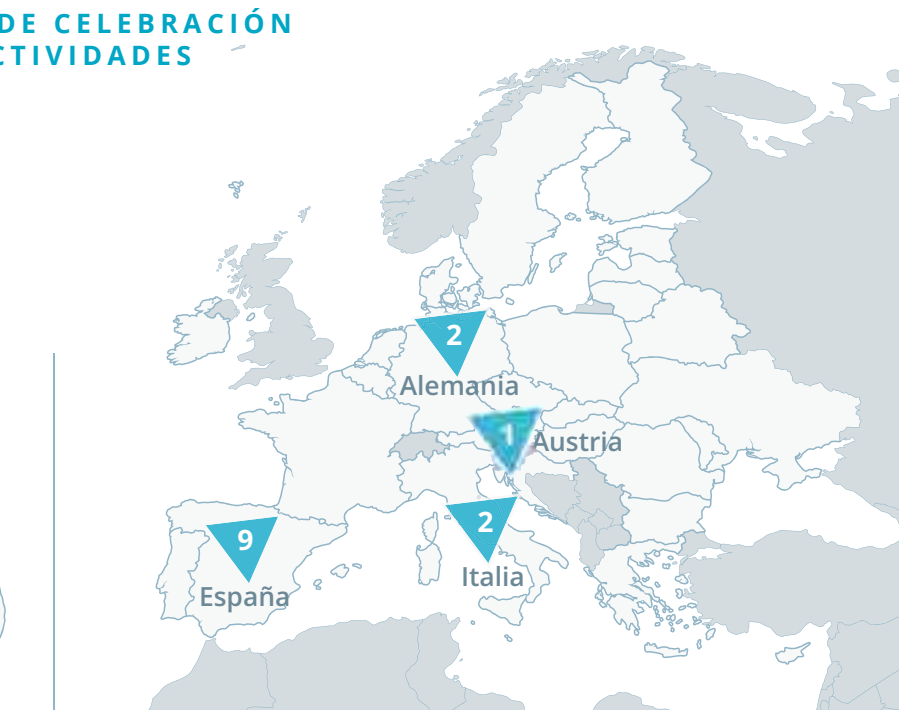 DE CELEBRACIÓN
CTIVIDADES
2
Alemania
1
Austria
2
Italia
9
España